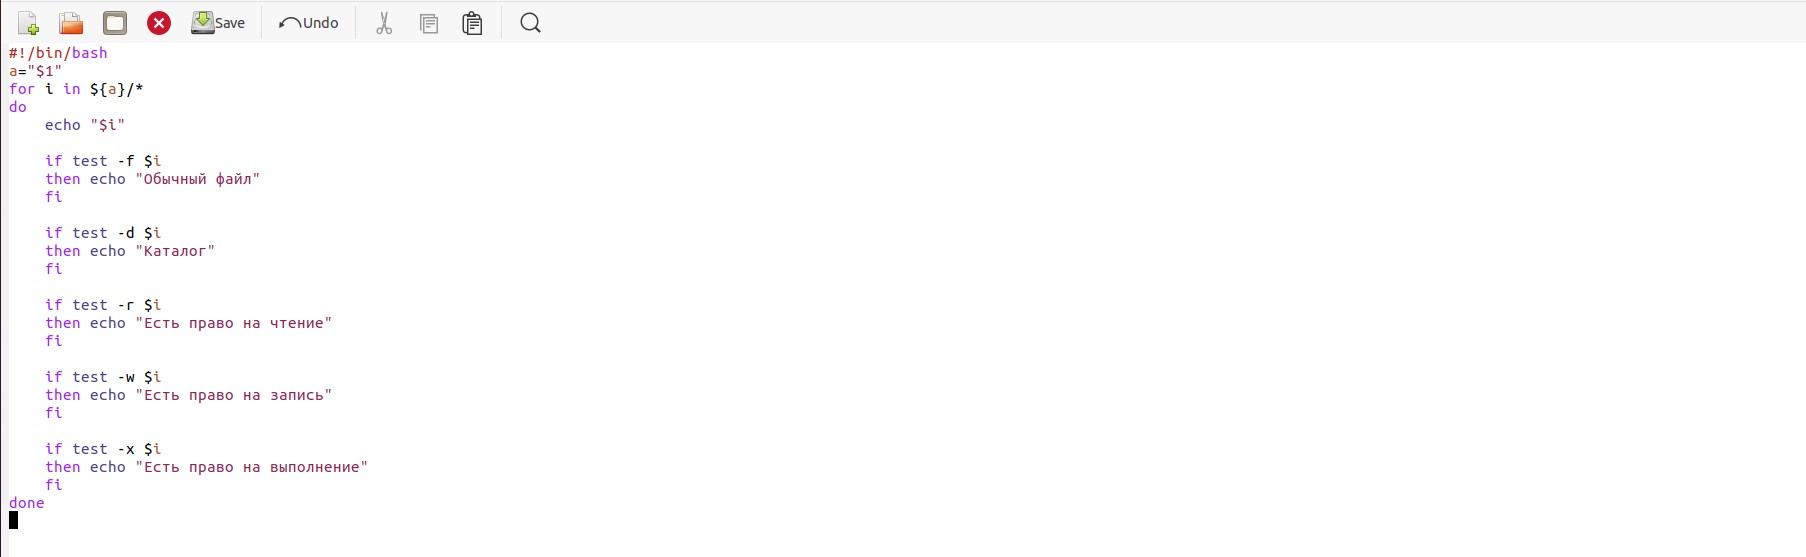 Save Undo
#!/bin/bash
a="$1"
for i in ${a}/*
do
    echo "$i"

    if test -f $i
    then echo "Обычный файл"
    fi

    if test -d $i
    then echo "Каталог"
    fi

    if test -r $i
    then echo "Есть право на чтение"
    fi

    if test -w $i
    then echo "Есть право на запись"
    fi

    if test -x $i
    then echo "Есть право на выполнение"
    fi
done